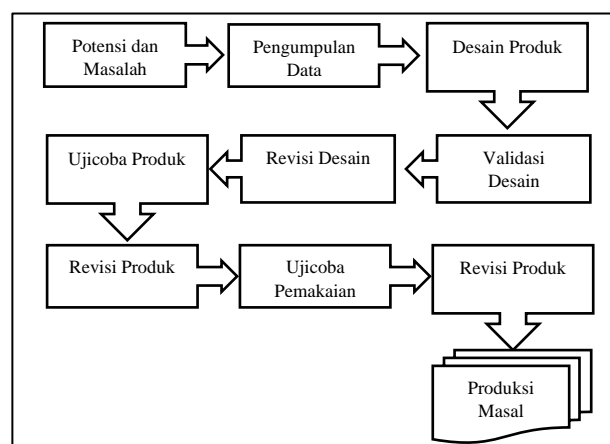 Potensi dan
Masalah
Pengumpulan
Data
Desain Produk
Validasi
Desain
Revisi Desain
Ujicoba Produk
Revisi Produk
Ujicoba
Pemakaian
Revisi Produk
Produksi
Masal